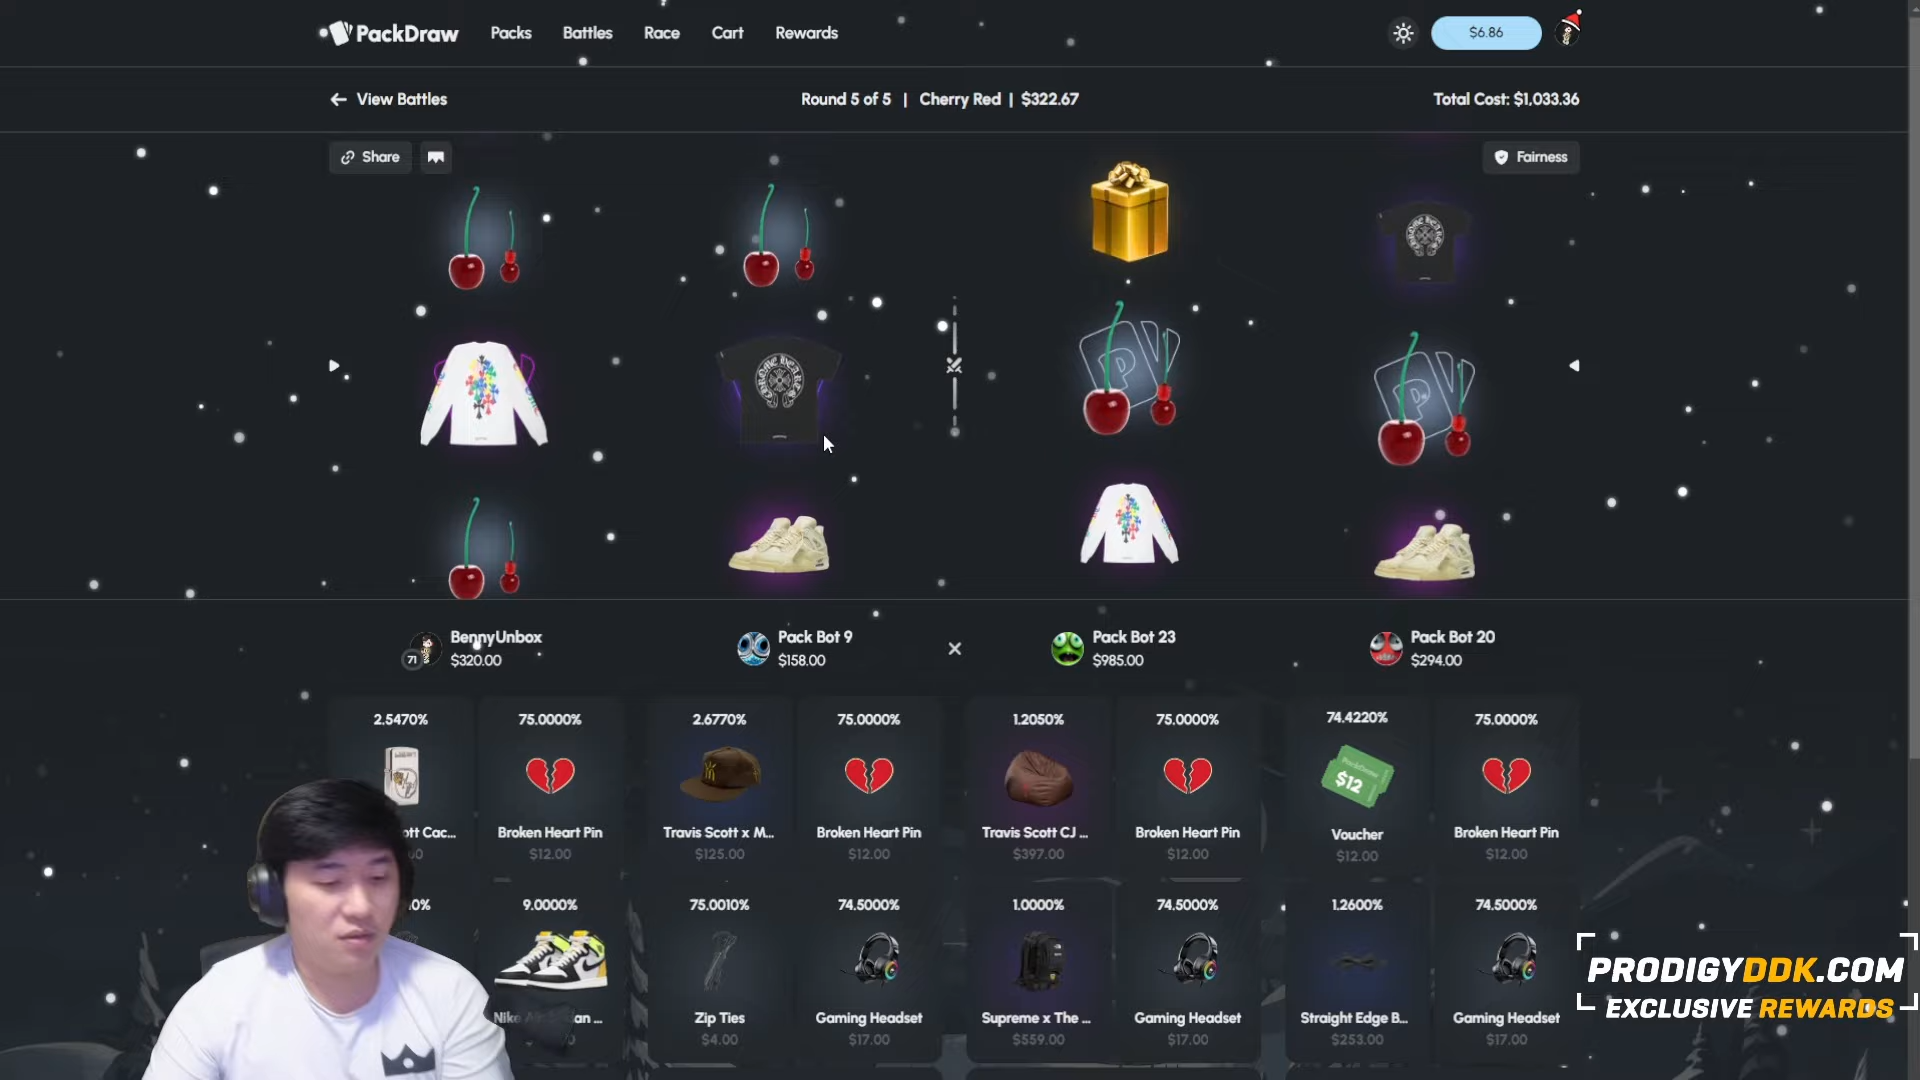 PackDraw
Packs
Battles
Race
Cart
Rewards
$6.86
View Battles
Round 5 of 5 | Cherry Red | $322.67
Total Cost: $1,033.36
Share
Fairness
BennyUnbox
71
$320.00
Pack Bot 9
$158.00
Pack Bot 23
$985.00
Pack Bot 20
$294.00
2.5470%
75.0000%
2.6770%
75.0000%
1.2050%
75.0000%
74.4220%
75.0000%
PackDraw
$12
Broken Heart Pin
Travis Scott x M...
Broken Heart Pin
Travis Scott CJ ...
Broken Heart Pin
Voucher
Broken Heart Pin
$12.00
$125.00
$12.00
$397.00
$12.00
$12.00
$12.00
9.0000%
75.0010%
74.5000%
1.0000%
74.5000%
1.2600%
74.5000%
Zip Ties
Gaming Headset
Supreme x The ...
Gaming Headset
Straight Edge B...
Gaming Headset
$4.00
$17.00
$559.00
$17.00
$253.00
$17.00
PRODIGYDDK.COM
EXCLUSIVE REWARDS